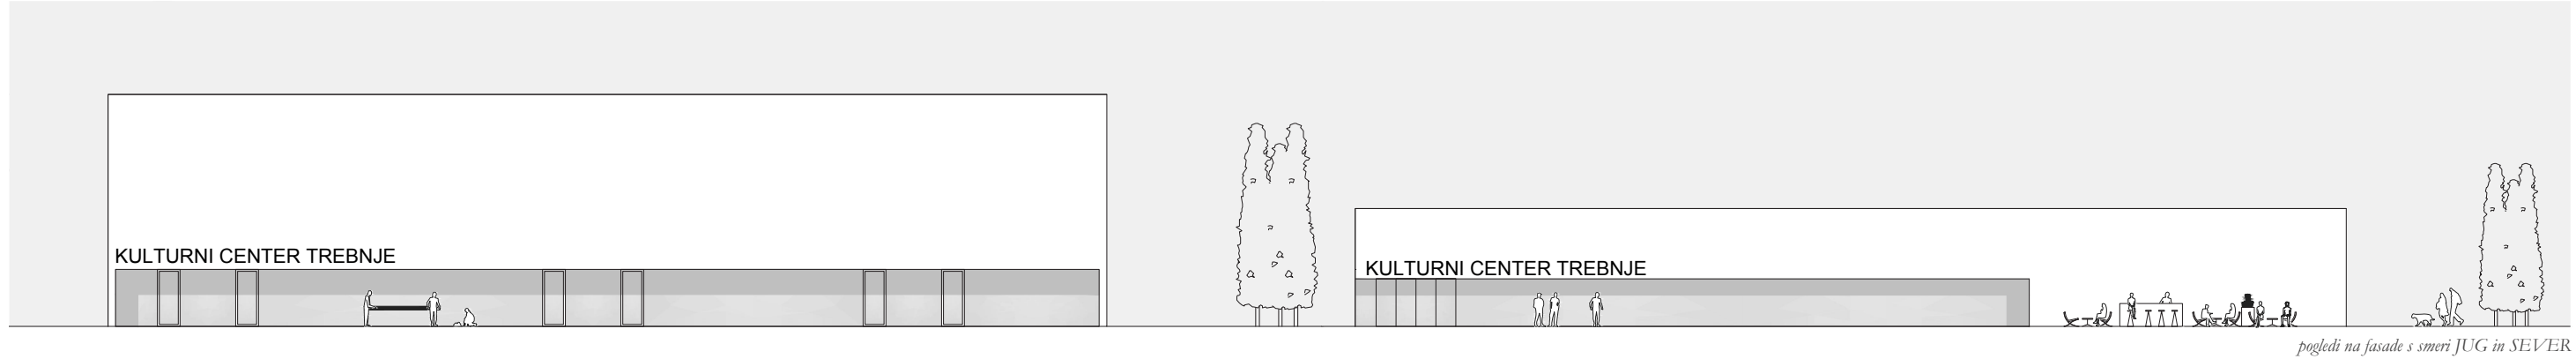 KULTURNI CENTER TREBNJE
KULTURNI CENTER TREBNJE
pogledi na fasade s smeri JUG in SEVER